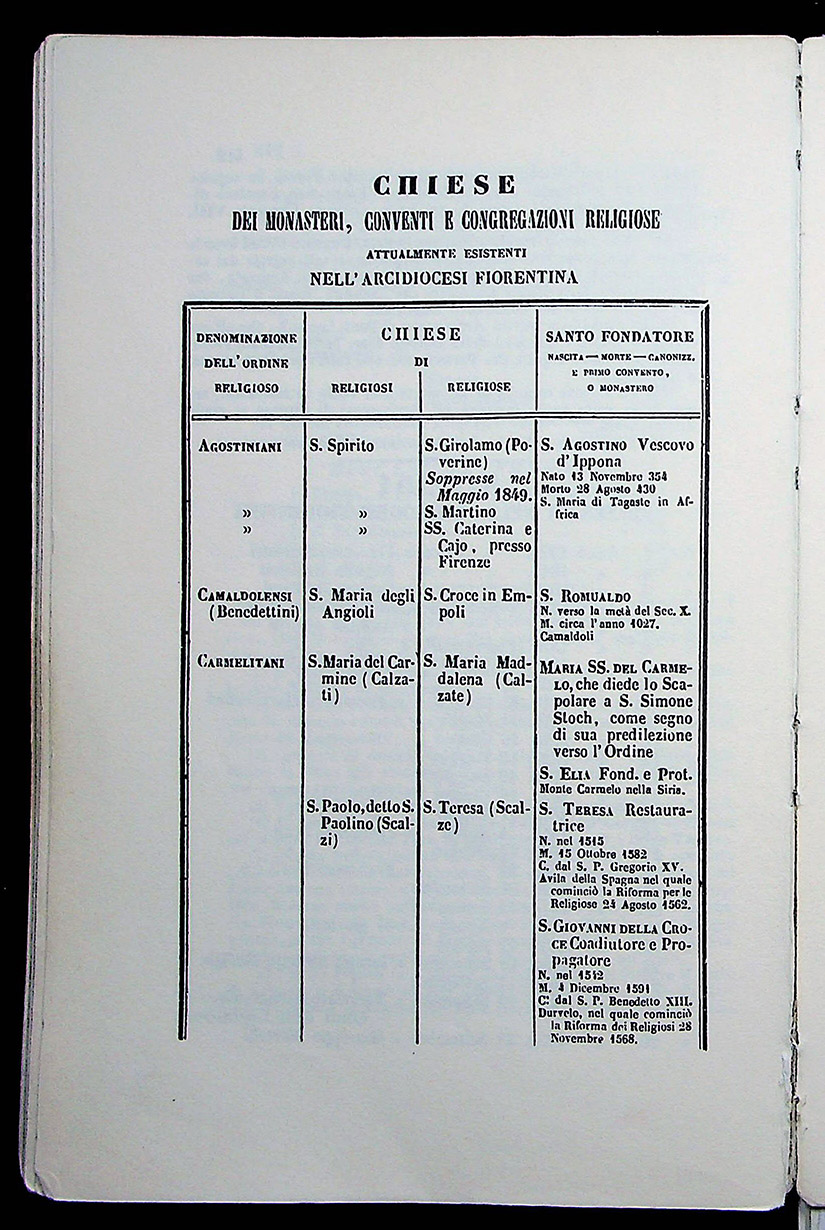 CHIESE
DEI MONASTERI, CONVENTI E CONGREGAZIONI RELIGIOSE
ATTUALMENTE ESISTENTI
NELL'ARCIDIOCESI FIORENTINA
DENOMINAZIONE
DELL'ORDINE
RELIGIOSO
CHIESE
DI
RELIGIOSI
RELIGIOSE
SANTO FONDATORE
NASCITA — MORTE — CANONIZZ.
E PRIMO CONVENTO,
O MONASTERO
AGOSTINIANI
S. Spirito
S. Girolamo (Po-
verine)
Soppresse nel
Maggio 1849.
S. AGOSTINO Vescovo
d'Ippona
Nato 13 Novembre 354
Morto 28 Agosto 430
S. Maria di Tagaste in Af-
frica
»
»
S. Martino
»
»
SS. Caterina e
Cajo, presso
Firenze
CAMALDOLENSI
(Benedettini)
S. Maria degli
Angioli
S. Croce in Em-
poli
S. ROMUALDO
N. verso la metà del Sec. X.
M. circa l'anno 1027.
Camaldoli
CARMELITANI
S. Maria del Car-
mine (Calza-
ti)
S. Maria Mad-
dalena (Cal-
zate)
MARIA SS. DEL CARME-
LO, che diede lo Sca-
polare a S. Simone
Stoch, come segno
di sua predilezione
verso l'Ordine
S. ELIA Fond. e Prot.
Monte Carmelo nella Siria.
S. Paolo, detto S.
Paolino (Scal-
zi)
S. Teresa (Scal-
ze)
S. TERESA Restaura-
trice
N. nel 1515
M. 15 Ottobre 1582
C. dal S. P. Gregorio XV.
Avila della Spagna nel quale
cominciò la Riforma per le
Religiose 24 Agosto 1562.
S. GIOVANNI DELLA CRO-
CE Coadiutore e Pro-
pagatore
N. nel 1542
M. 4 Dicembre 1591
C. dal S. P. Benedetto XIII.
Durvelo, nel quale cominciò
la Riforma dei Religiosi 28
Novembre 1568.